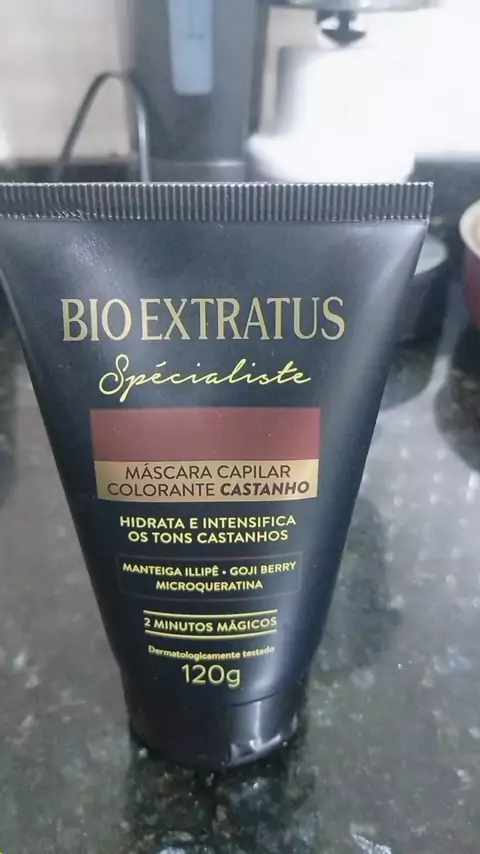 BIO EXTRATUS
Spécialiste
MÁSCARA CAPILAR
COLORANTE CASTANHO
HIDRATA E INTENSIFICA
OS TONS CASTANHOS
MANTEIGA ILLIPÊ • GOJI BERRY
MICROQUERATINA
2 MINUTOS MÁGICOS
Dermatologicamente testado
120g